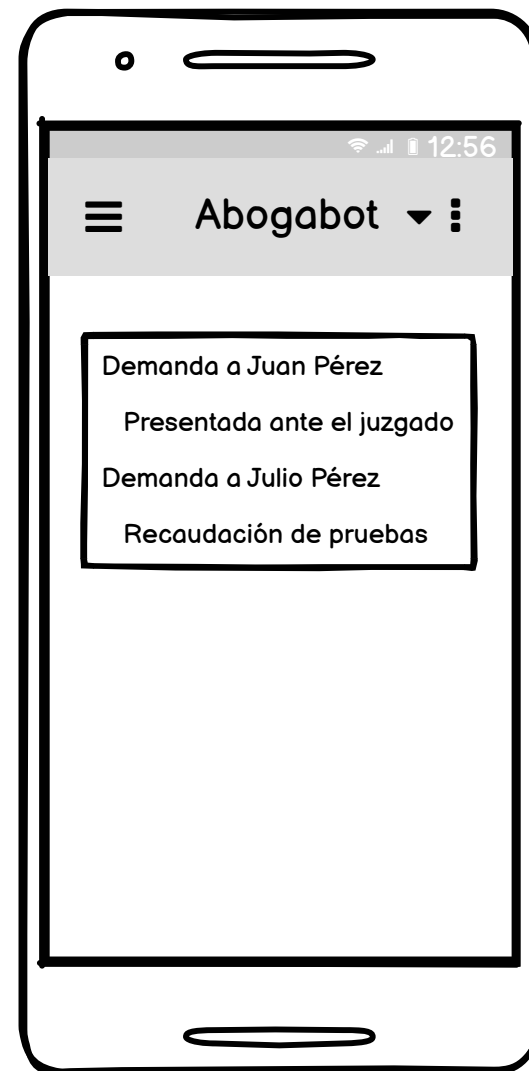 12:56
Abogabot
Demanda a Juan Pérez
Presentada ante el juzgado
Demanda a Julio Pérez
Recaudación de pruebas